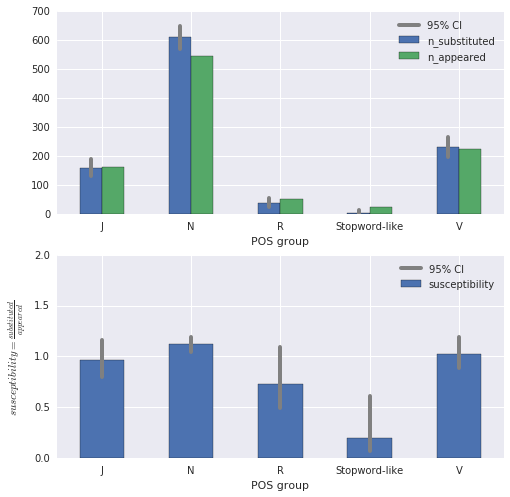 700
600
500
400
300
200
100
0
95% CI
n_substituted
n_appeared
J N R Stopword-like V
POS group
2.0
1.5
1.0
0.5
0.0
susceptibility = substituted/appeared
95% CI
susceptibility
J N R Stopword-like V
POS group